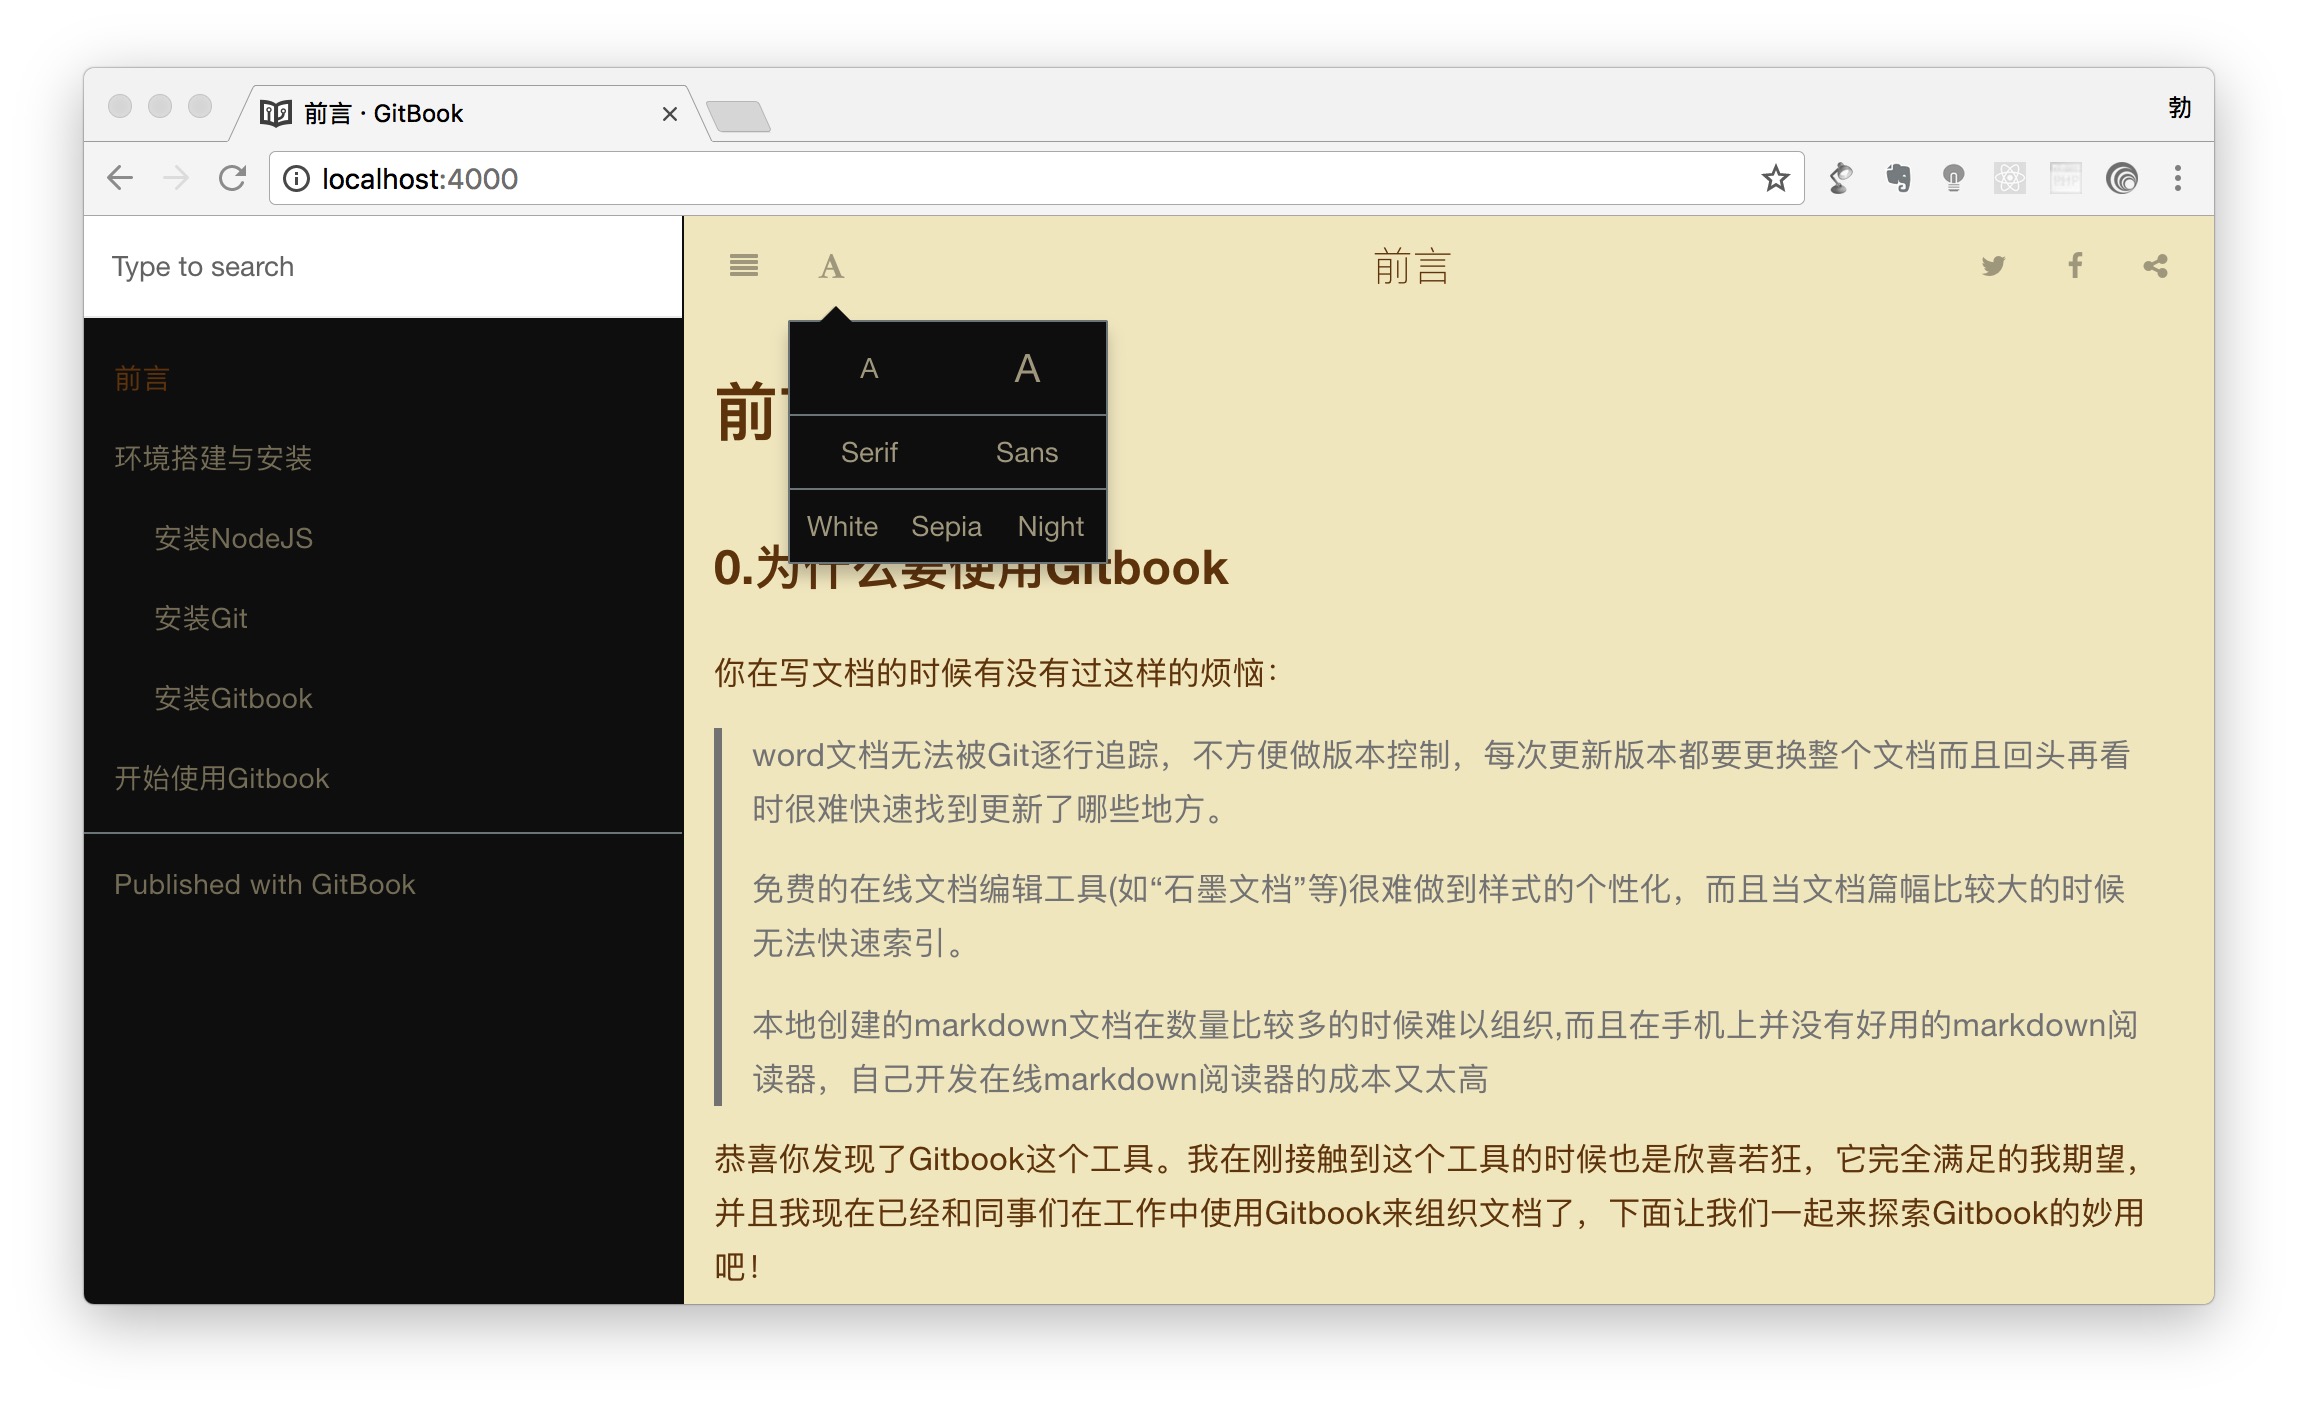 前言 · GitBook
勃
localhost:4000
Type to search
前言
环境搭建与安装
安装NodeJS
安装Git
安装Gitbook
开始使用Gitbook
Published with GitBook
A
前言
A A
Serif Sans
White Sepia Night
前
0.为什么要使用Gitbook
你在写文档的时候有没有过这样的烦恼：
word文档无法被Git逐行追踪，不方便做版本控制，每次更新版本都要更换整个文档而且回头再看
时很难快速找到更新了哪些地方。
免费的在线文档编辑工具(如“石墨文档”等)很难做到样式的个性化，而且当文档篇幅比较大的时候
无法快速索引。
本地创建的markdown文档在数量比较多的时候难以组织,而且在手机上并没有好用的markdown阅
读器，自己开发在线markdown阅读器的成本又太高
恭喜你发现了Gitbook这个工具。我在刚接触到这个工具的时候也是欣喜若狂，它完全满足的我期望，
并且我现在已经和同事们在工作中使用Gitbook来组织文档了，下面让我们一起来探索Gitbook的妙用
吧！